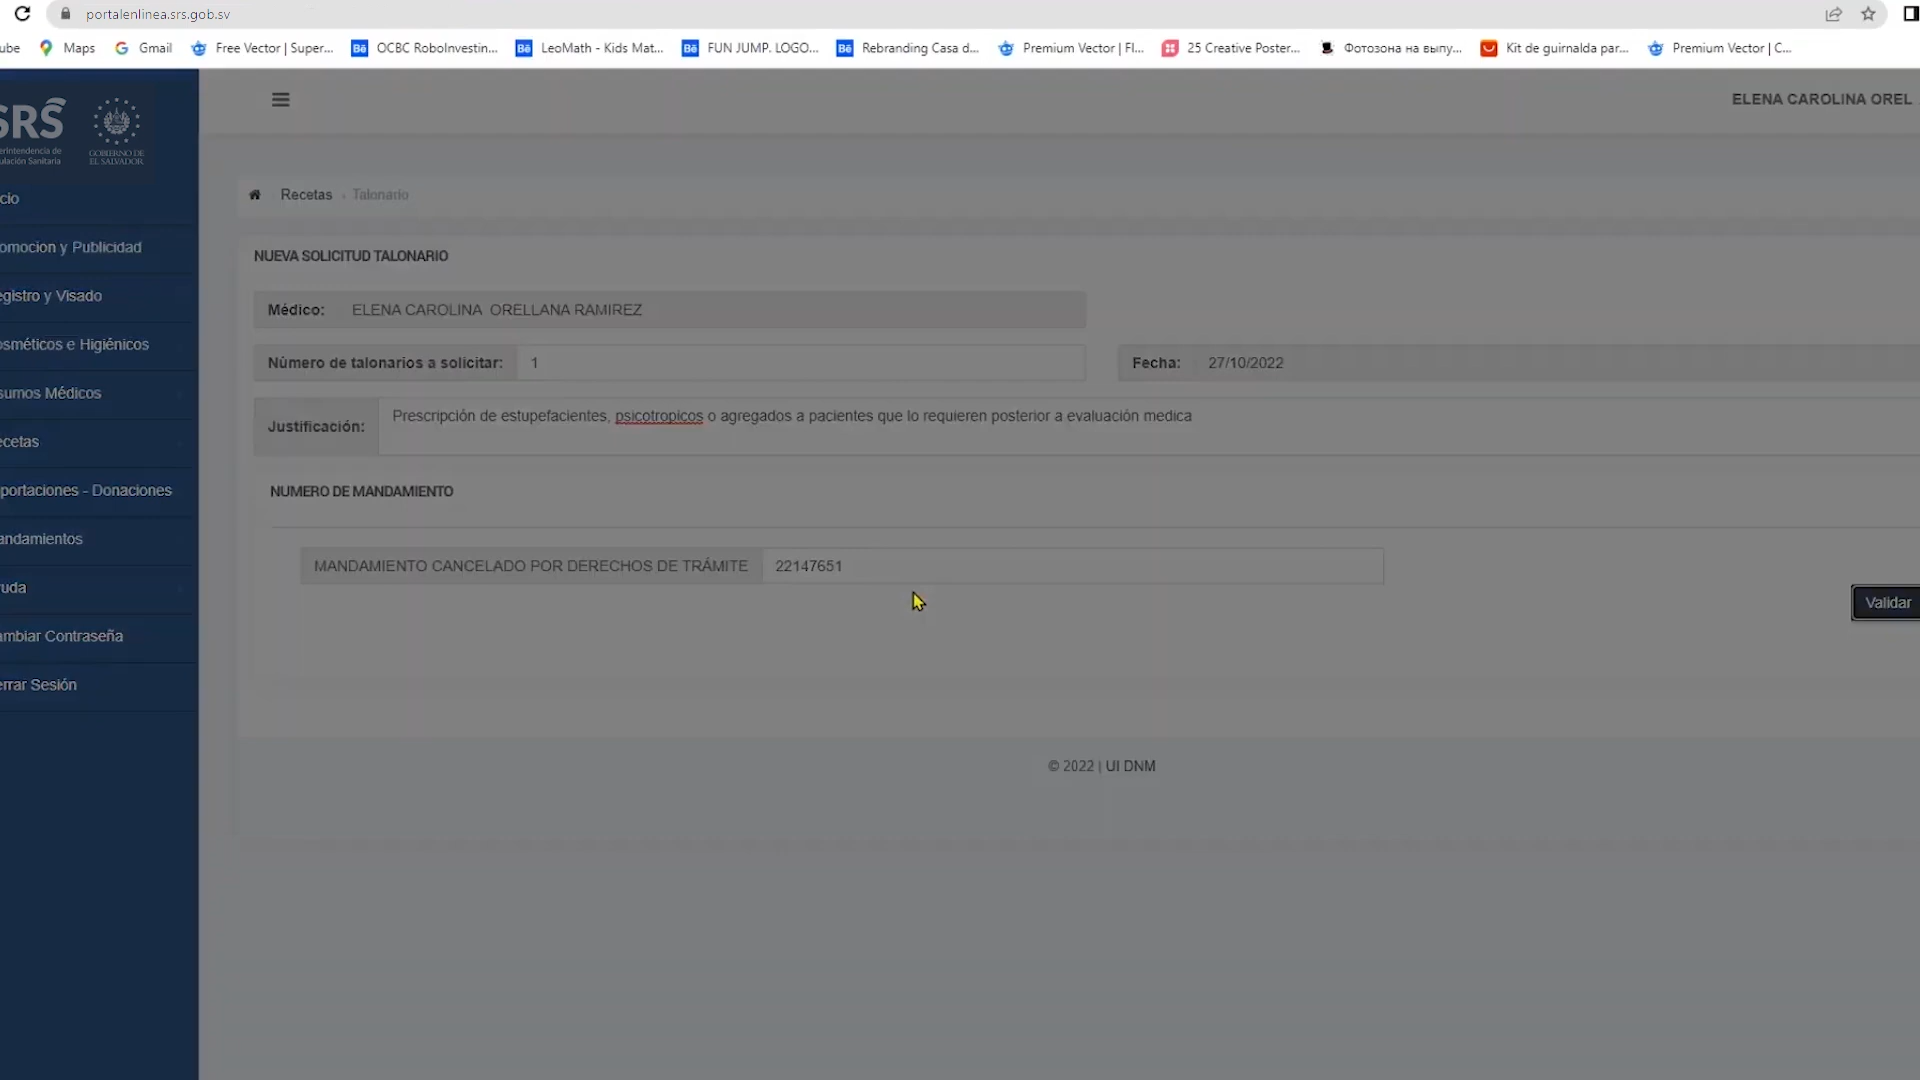 portalenlinea.srs.gob.sv
ube Maps Gmail Free Vector | Super... OCBC RoboInvestin... LeoMath - Kids Mat... FUN JUMP. LOGO... Rebranding Casa d... Premium Vector | Fl... 25 Creative Poster... Фотозона на выпу... Kit de guirnalda par... Premium Vector | C...
SRS
erintendencia de
ulación Sanitaria
GOBIERNO DE
EL SALVADOR
ELENA CAROLINA OREL
cio
omocion y Publicidad
egistro y Visado
osméticos e Higiénicos
sumos Médicos
ecetas
portaciones - Donaciones
andamientos
uda
ambiar Contraseña
errar Sesión
Recetas › Talonario
NUEVA SOLICITUD TALONARIO
Médico: ELENA CAROLINA ORELLANA RAMIREZ
Número de talonarios a solicitar: 1
Fecha: 27/10/2022
Justificación: Prescripción de estupefacientes, psicotropicos o agregados a pacientes que lo requieren posterior a evaluación medica
NUMERO DE MANDAMIENTO
MANDAMIENTO CANCELADO POR DERECHOS DE TRÁMITE 22147651
Validar
© 2022 | UI DNM